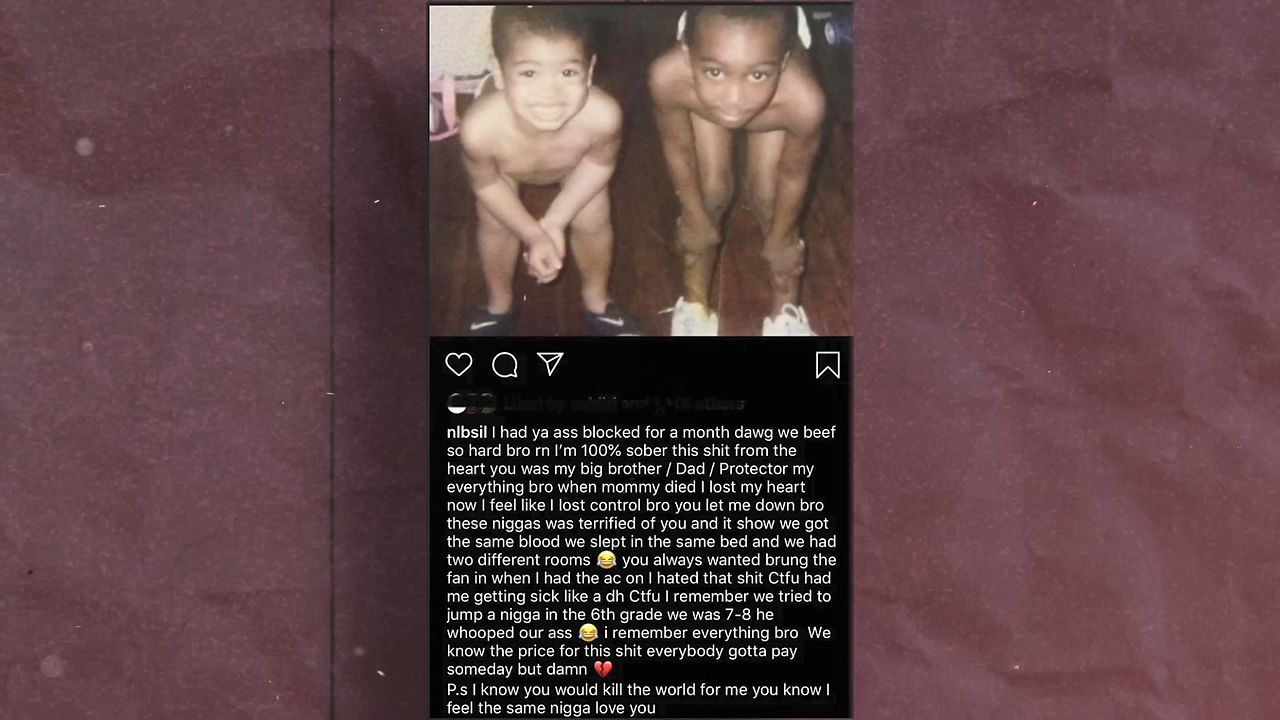 nlbsil I had ya ass blocked for a month dawg we beef
so hard bro rn I'm 100% sober this shit from the
heart you was my big brother / Dad / Protector my
everything bro when mommy died I lost my heart
now I feel like I lost control bro you let me down bro
these niggas was terrified of you and it show we got
the same blood we slept in the same bed and we had
two different rooms 😂 you always wanted brung the
fan in when I had the ac on I hated that shit Ctfu had
me getting sick like a dh Ctfu I remember we tried to
jump a nigga in the 6th grade we was 7-8 he
whooped our ass 😂 i remember everything bro We
know the price for this shit everybody gotta pay
someday but damn 💔
P.s I know you would kill the world for me you know I
feel the same nigga love you